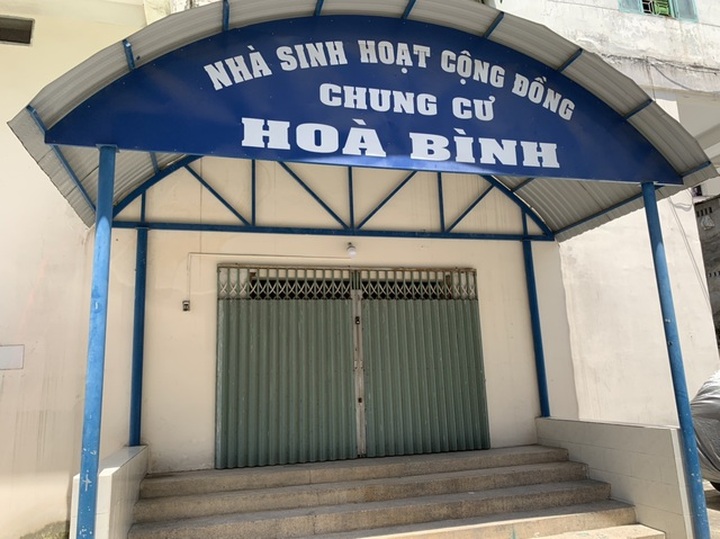 NHÀ SINH HOẠT CỘNG ĐỒNG
CHUNG CƯ
HOÀ BÌNH